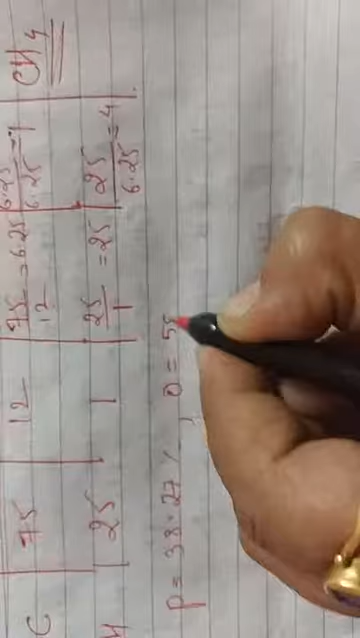 C | 75 | 12 | 75/12 = 6.25 | 6.25/6.25 = 1 | CH4
H | 25 | 1 | 25/1 = 25 | 25/6.25 = 4
P = 38.27 % , O = 55